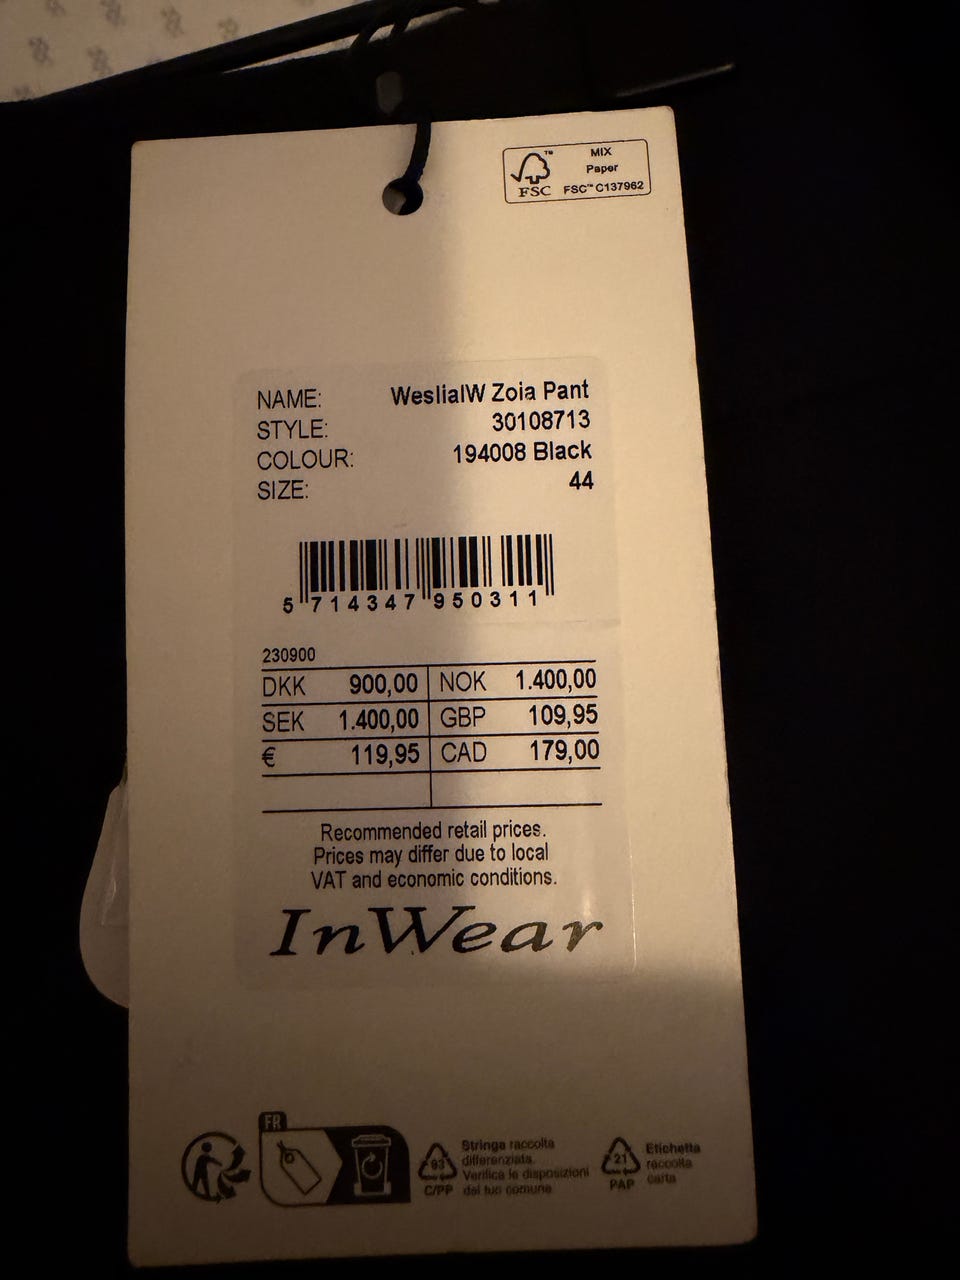 MIX
Paper
FSC™ C137962
FSC
NAME: WeslialW Zoia Pant
STYLE: 30108713
COLOUR: 194008 Black
SIZE: 44
5 714347 950311
230900
DKK 900,00 NOK 1.400,00
SEK 1.400,00 GBP 109,95
€ 119,95 CAD 179,00
Recommended retail prices.
Prices may differ due to local
VAT and economic conditions.
InWear
FR
93
C/PP
Stringa raccolta
differenziata.
Verifica le disposizioni
del tuo comune
21
PAP
Etichetta
raccolta
carta